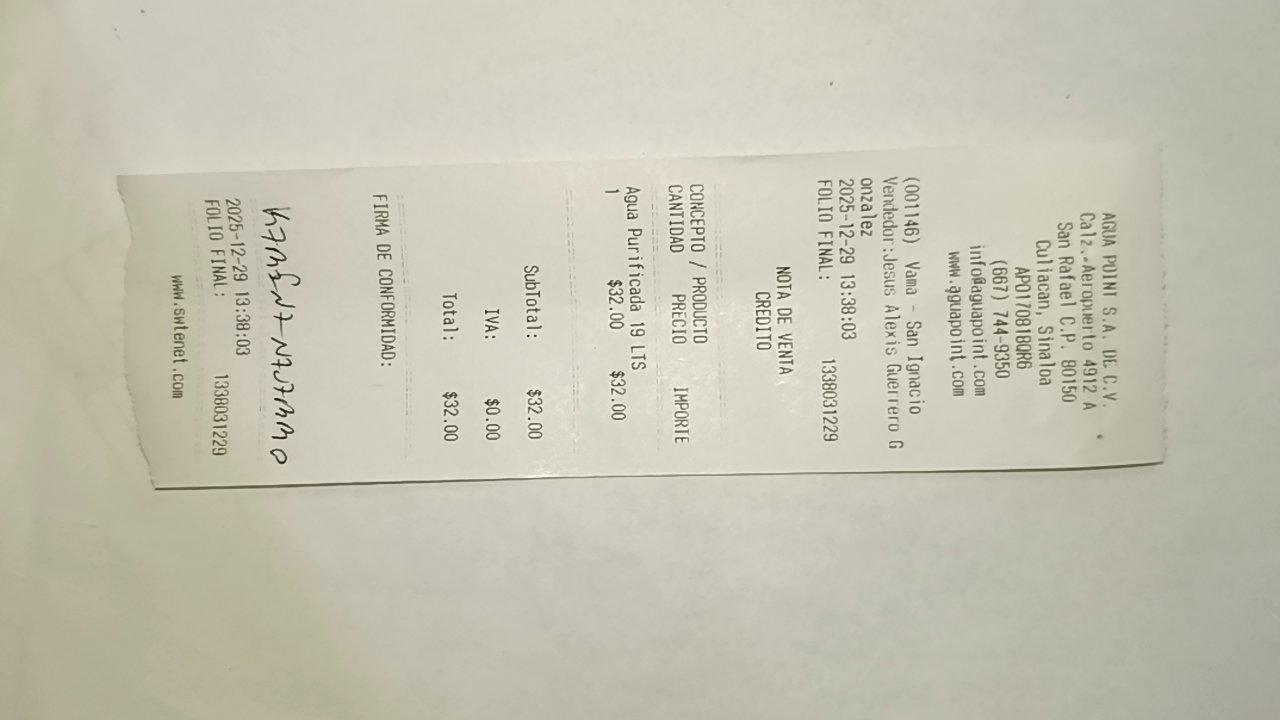 AGUA POINT S.A. DE C.V.
Calz. Aeropuerto 4912 A
San Rafael C.P. 80150
Culiacan, Sinaloa
APO170818QR6
(667) 744-9350
info@aguapoint.com
www.aguapoint.com
(001146) Vama - San Ignacio
Vendedor:Jesus Alexis Guerrero G
onzalez
2025-12-29 13:38:03
FOLIO FINAL: 1338031229
NOTA DE VENTA
CREDITO
CONCEPTO / PRODUCTO
CANTIDAD PRECIO IMPORTE
Agua Purificada 19 LTS
1 $32.00 $32.00
SubTotal: $32.00
IVA: $0.00
Total: $32.00
FIRMA DE CONFORMIDAD:
2025-12-29 13:38:03
FOLIO FINAL: 1338031229
www.swtenet.com